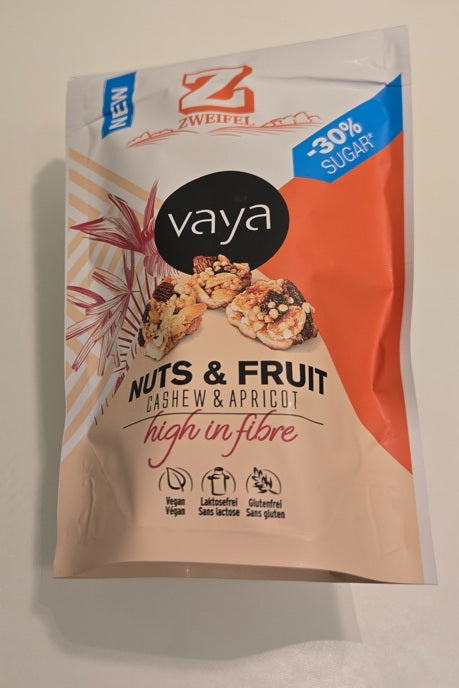 NEW
Z
ZWEIFEL
-30%
SUGAR*
vaya
NUTS & FRUIT
CASHEW & APRICOT
high in fibre
Vegan
Végan
Laktosefrei
Sans lactose
Glutenfrei
Sans gluten